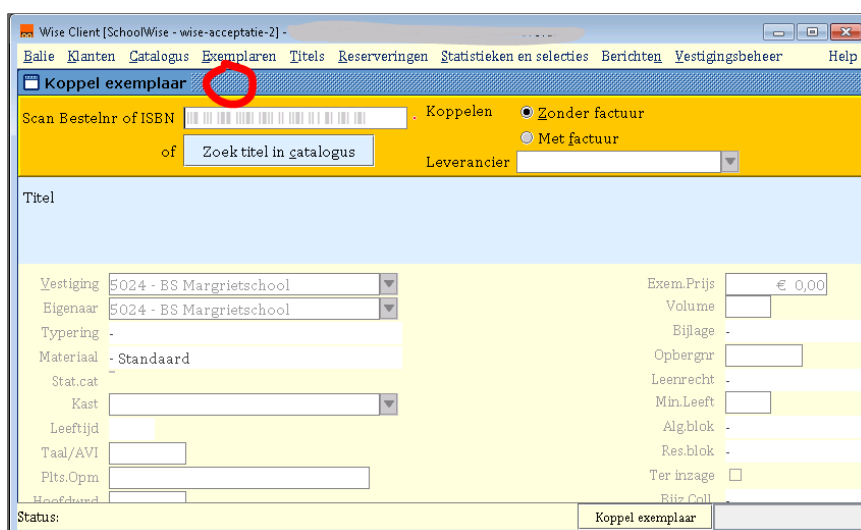 Wise Client [SchoolWise - wise-acceptatie-2] -
Balie Klanten Catalogus Exemplaren Titels Reserveringen Statistieken en selecties Berichten Vestigingsbeheer Help
Koppel exemplaar
Scan Bestelnr of ISBN . Koppelen Zonder factuur
Met factuur
of Zoek titel in catalogus
Leverancier
Titel
Vestiging 5024 - BS Margrietschool Exem.Prijs € 0,00
Eigenaar 5024 - BS Margrietschool Volume
Typering - Bijlage -
Materiaal - Standaard Opbergnr
Stat.cat - Leenrecht -
Kast Min.Leeft
Leeftijd Alg.blok -
Taal/AVI Res.blok -
Plts.Opm Ter inzage
Hoofdwrd Bijz.Coll -
Status: Koppel exemplaar